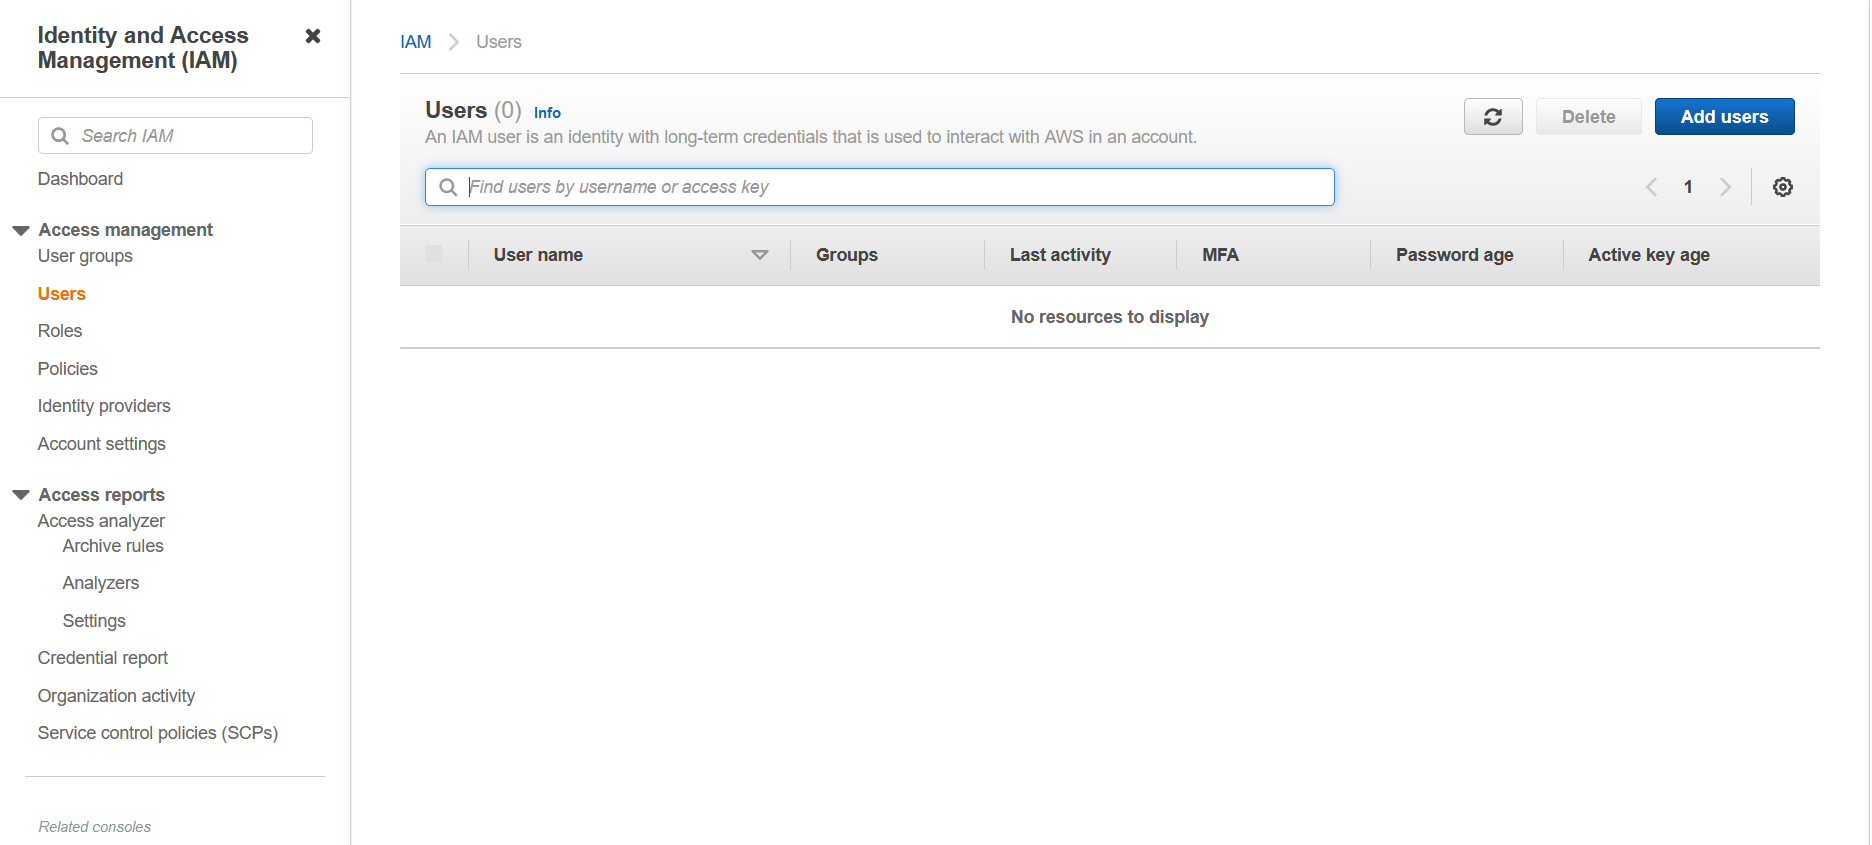 Identity and Access
Management (IAM)
Search IAM
Dashboard
Access management
User groups
Users
Roles
Policies
Identity providers
Account settings
Access reports
Access analyzer
Archive rules
Analyzers
Settings
Credential report
Organization activity
Service control policies (SCPs)
Related consoles
IAM Users
Users (0) Info
An IAM user is an identity with long-term credentials that is used to interact with AWS in an account.
Delete Add users
Find users by username or access key
1
User name Groups Last activity MFA Password age Active key age
No resources to display